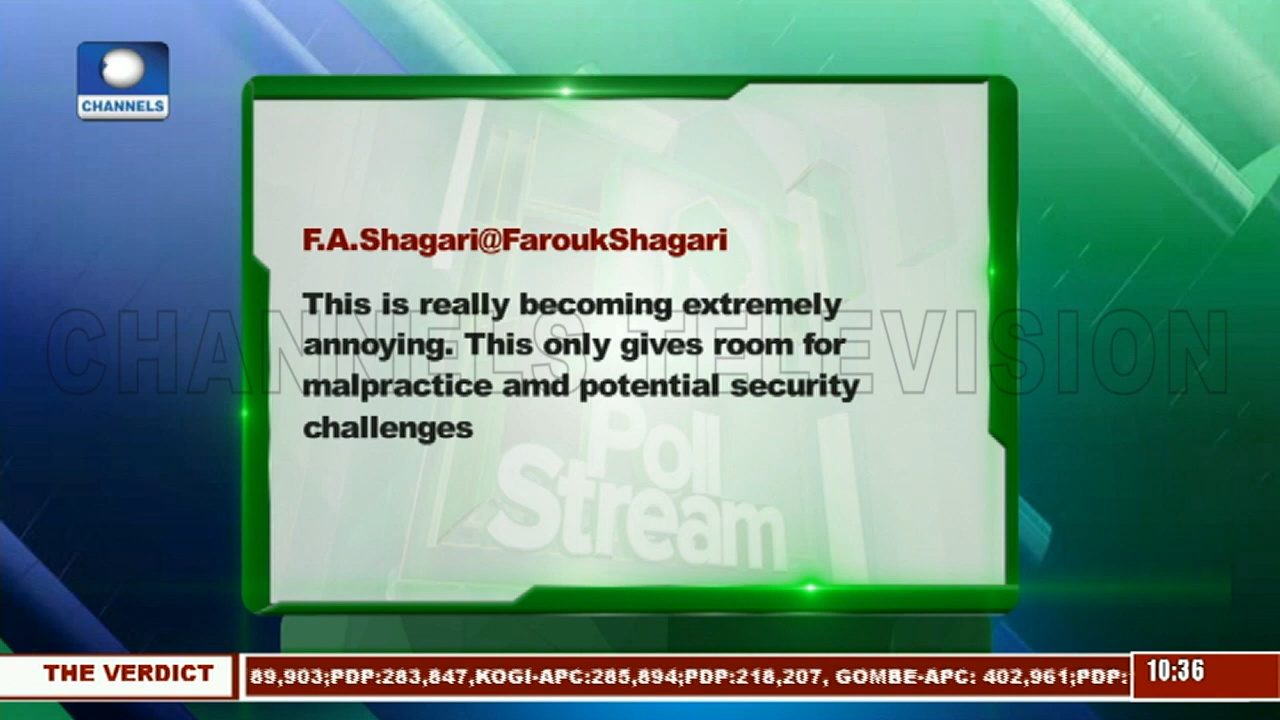 CHANNELS
F.A.Shagari@FaroukShagari
This is really becoming extremely
annoying. This only gives room for
malpractice amd potential security
challenges
CHANNELS TELEVISION
Poll
Stream
THE VERDICT
89,903;PDP:283,847,KOGI-APC:285,894;PDP:218,207, GOMBE-APC: 402,961;PDP:
10:36